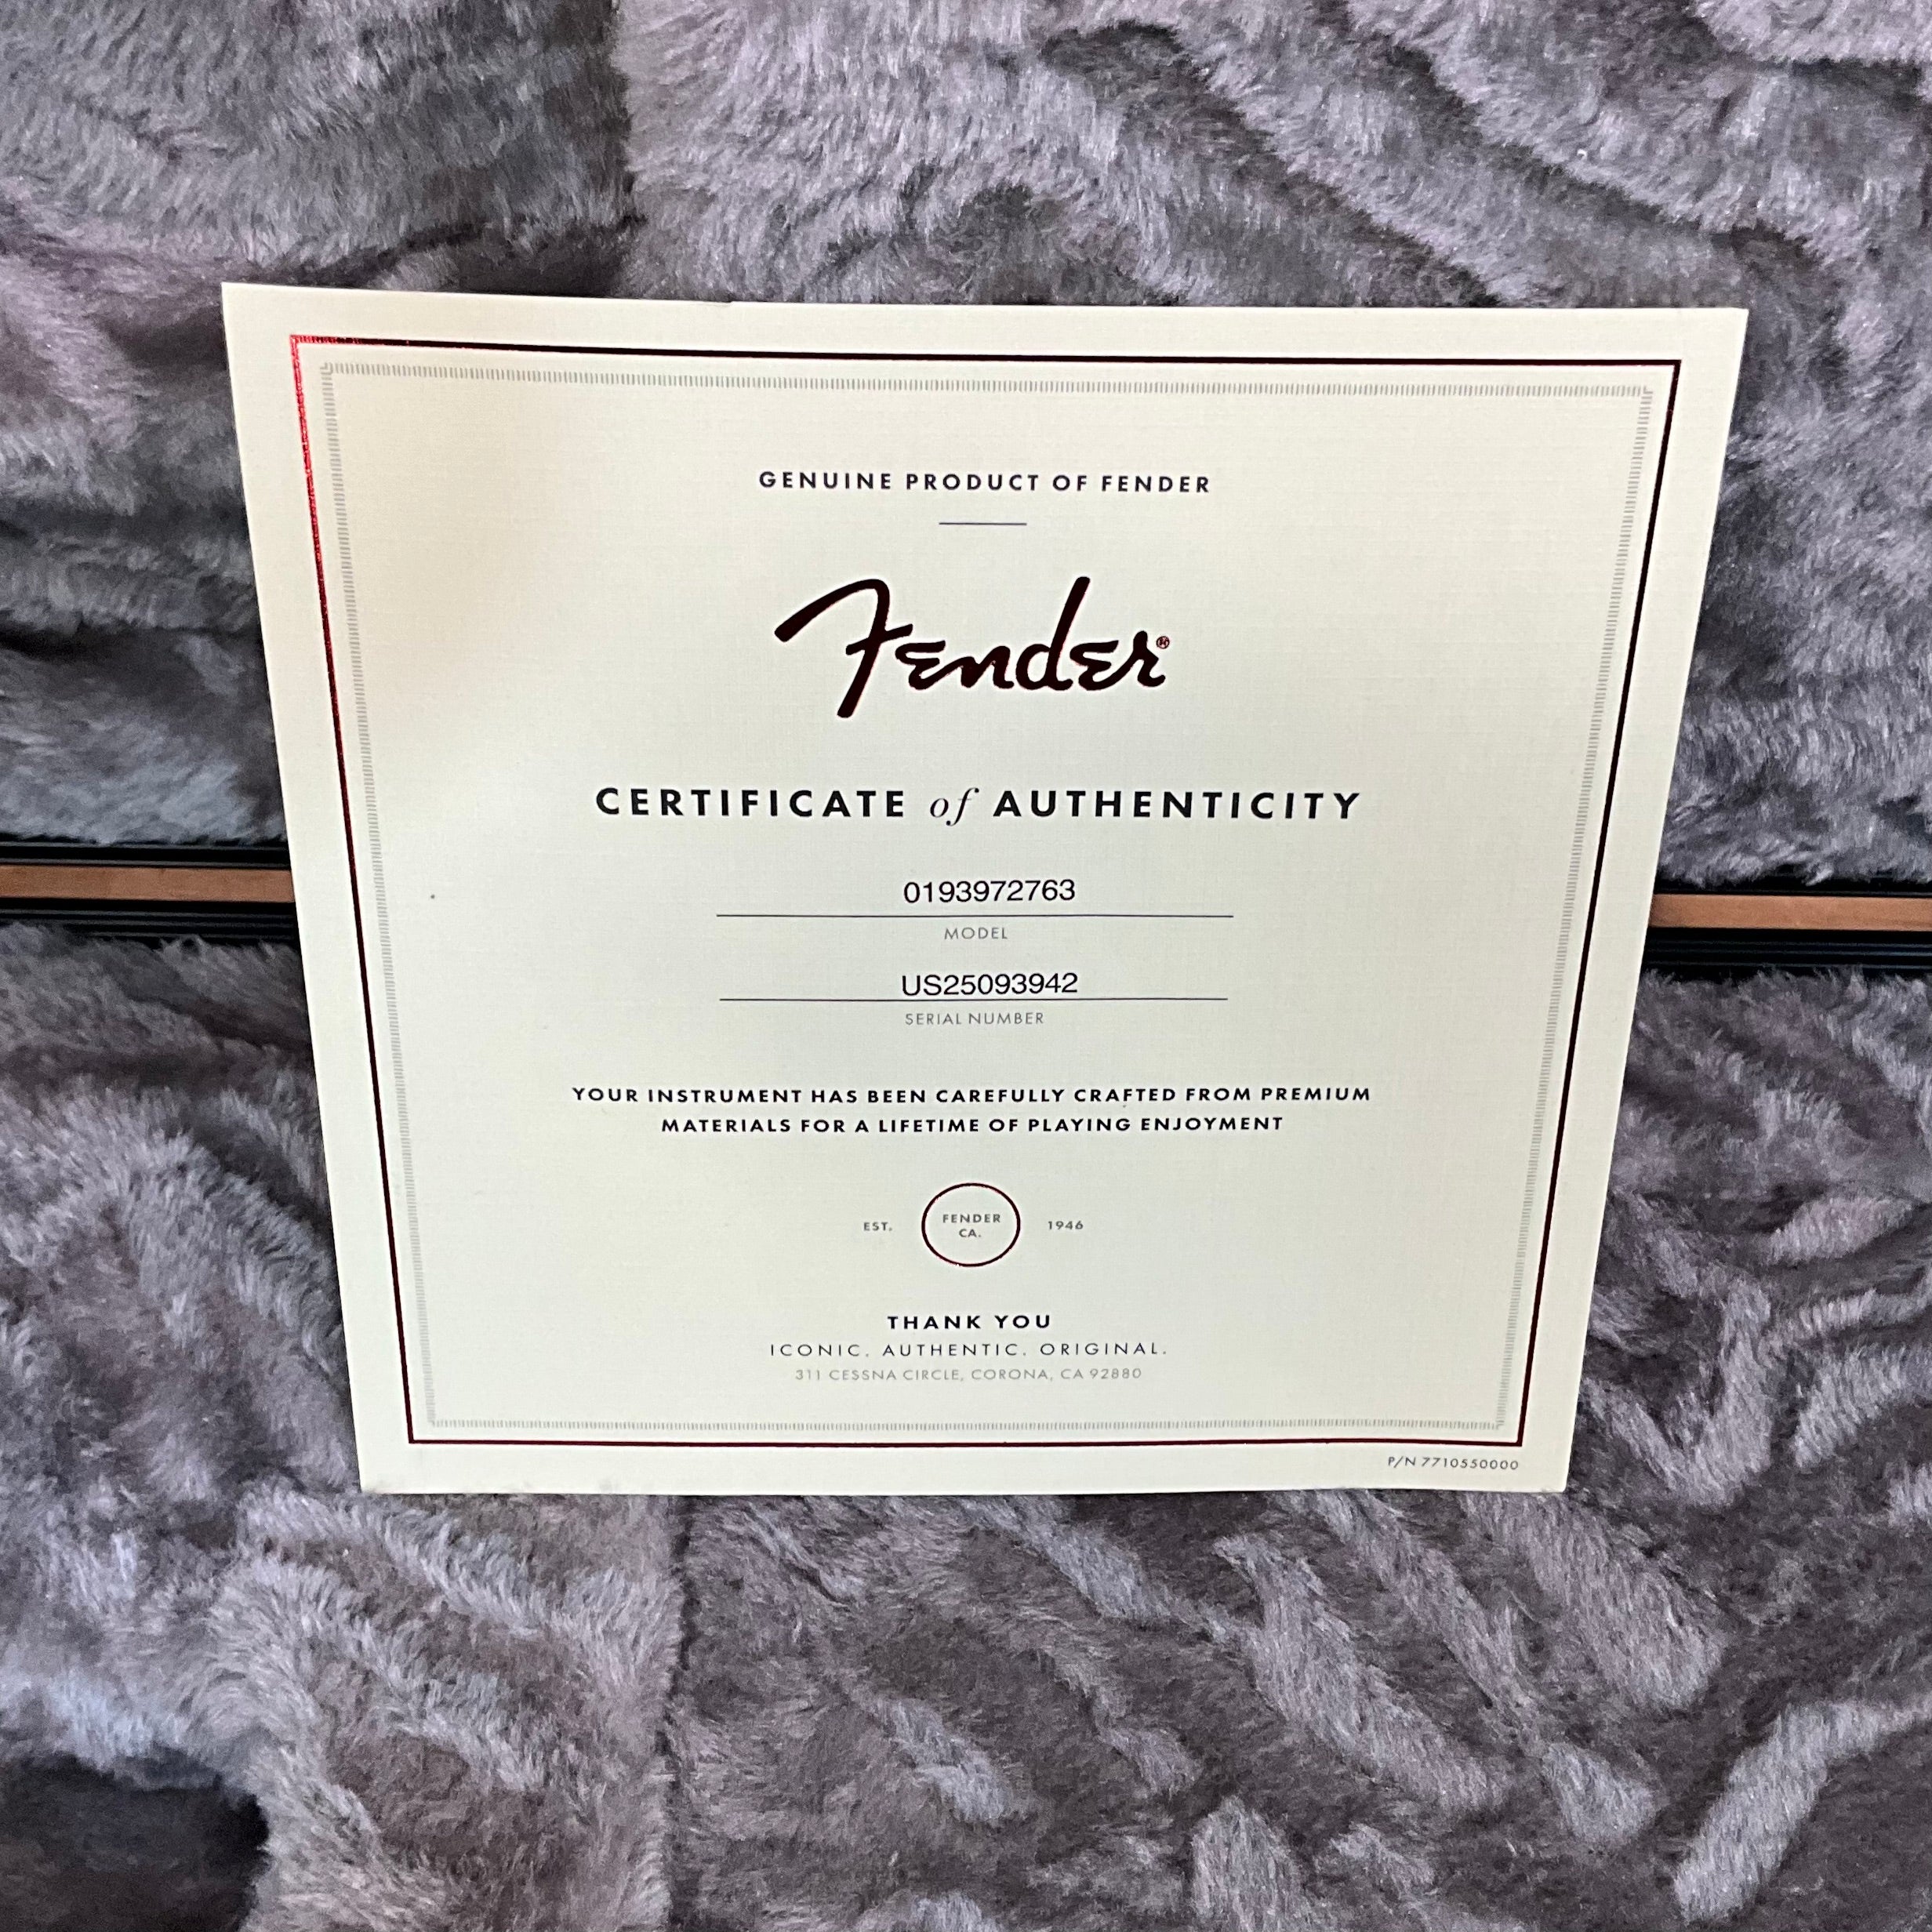 GENUINE PRODUCT OF FENDER
Fender®
CERTIFICATE of AUTHENTICITY
0193972763
MODEL
US25093942
SERIAL NUMBER
YOUR INSTRUMENT HAS BEEN CAREFULLY CRAFTED FROM PREMIUM
MATERIALS FOR A LIFETIME OF PLAYING ENJOYMENT
EST. FENDER CA. 1946
THANK YOU
ICONIC. AUTHENTIC. ORIGINAL.
311 CESSNA CIRCLE, CORONA, CA 92880
P/N 7710550000